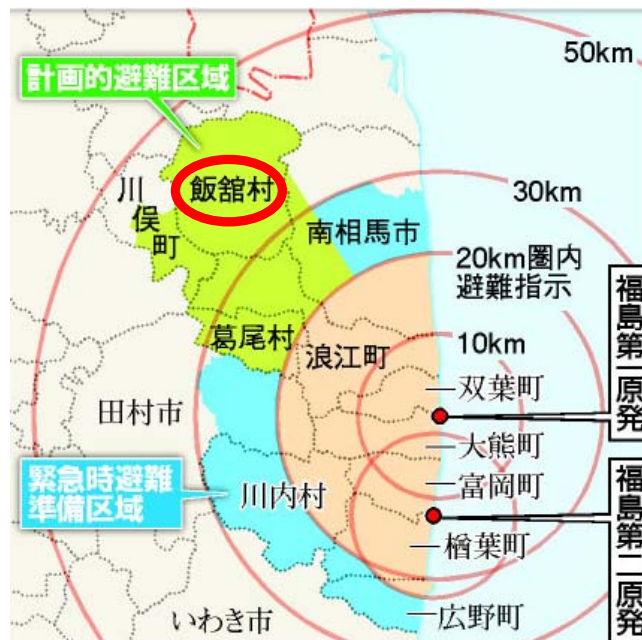 50km
計画的避難区域
川俣町
飯舘村
30km
南相馬市
20km圏内
避難指示
葛尾村
浪江町
10km
双葉町
福島第一原発
田村市
大熊町
緊急時避難
準備区域
川内村
富岡町
福島第二原発
楢葉町
いわき市
広野町